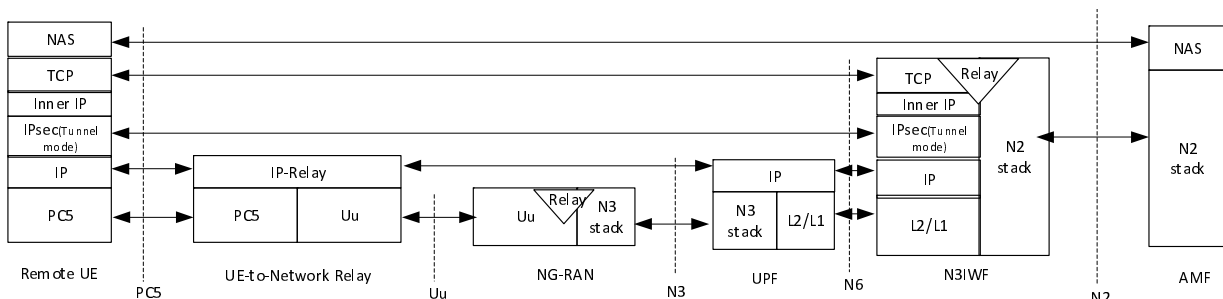 NAS
TCP
Inner IP
IPsec(Tunnel
mode)
IP
PC5
Remote UE
PC5
IP-Relay
PC5
Uu
UE-to-Network Relay
Uu
Uu
Relay
N3
stack
NG-RAN
N3
IP
N3
stack
L2/L1
UPF
N6
TCP
Relay
Inner IP
IPsec(Tunnel
mode)
IP
L2/L1
N2
stack
N3IWF
N2
NAS
N2
stack
AMF